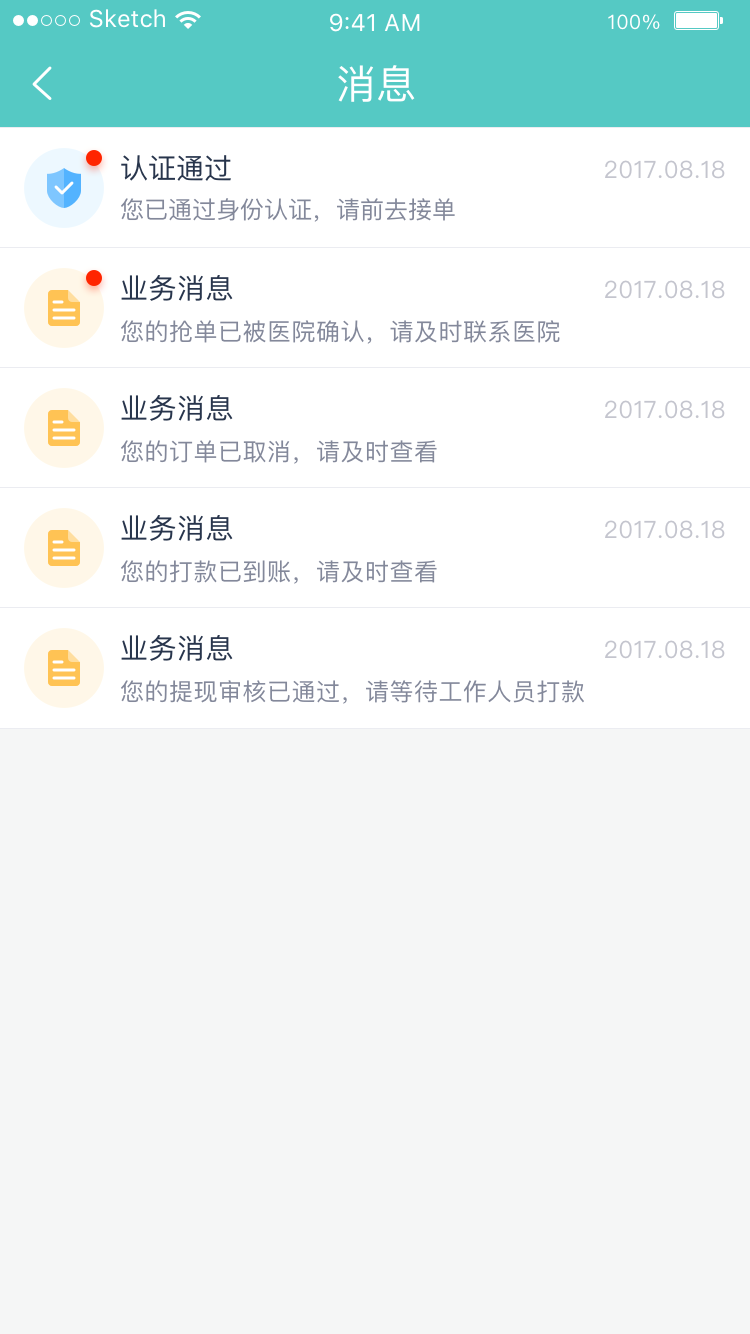 Sketch 9:41 AM 100%
消息
认证通过 2017.08.18
您已通过身份认证，请前去接单
业务消息 2017.08.18
您的抢单已被医院确认，请及时联系医院
业务消息 2017.08.18
您的订单已取消，请及时查看
业务消息 2017.08.18
您的打款已到账，请及时查看
业务消息 2017.08.18
您的提现审核已通过，请等待工作人员打款